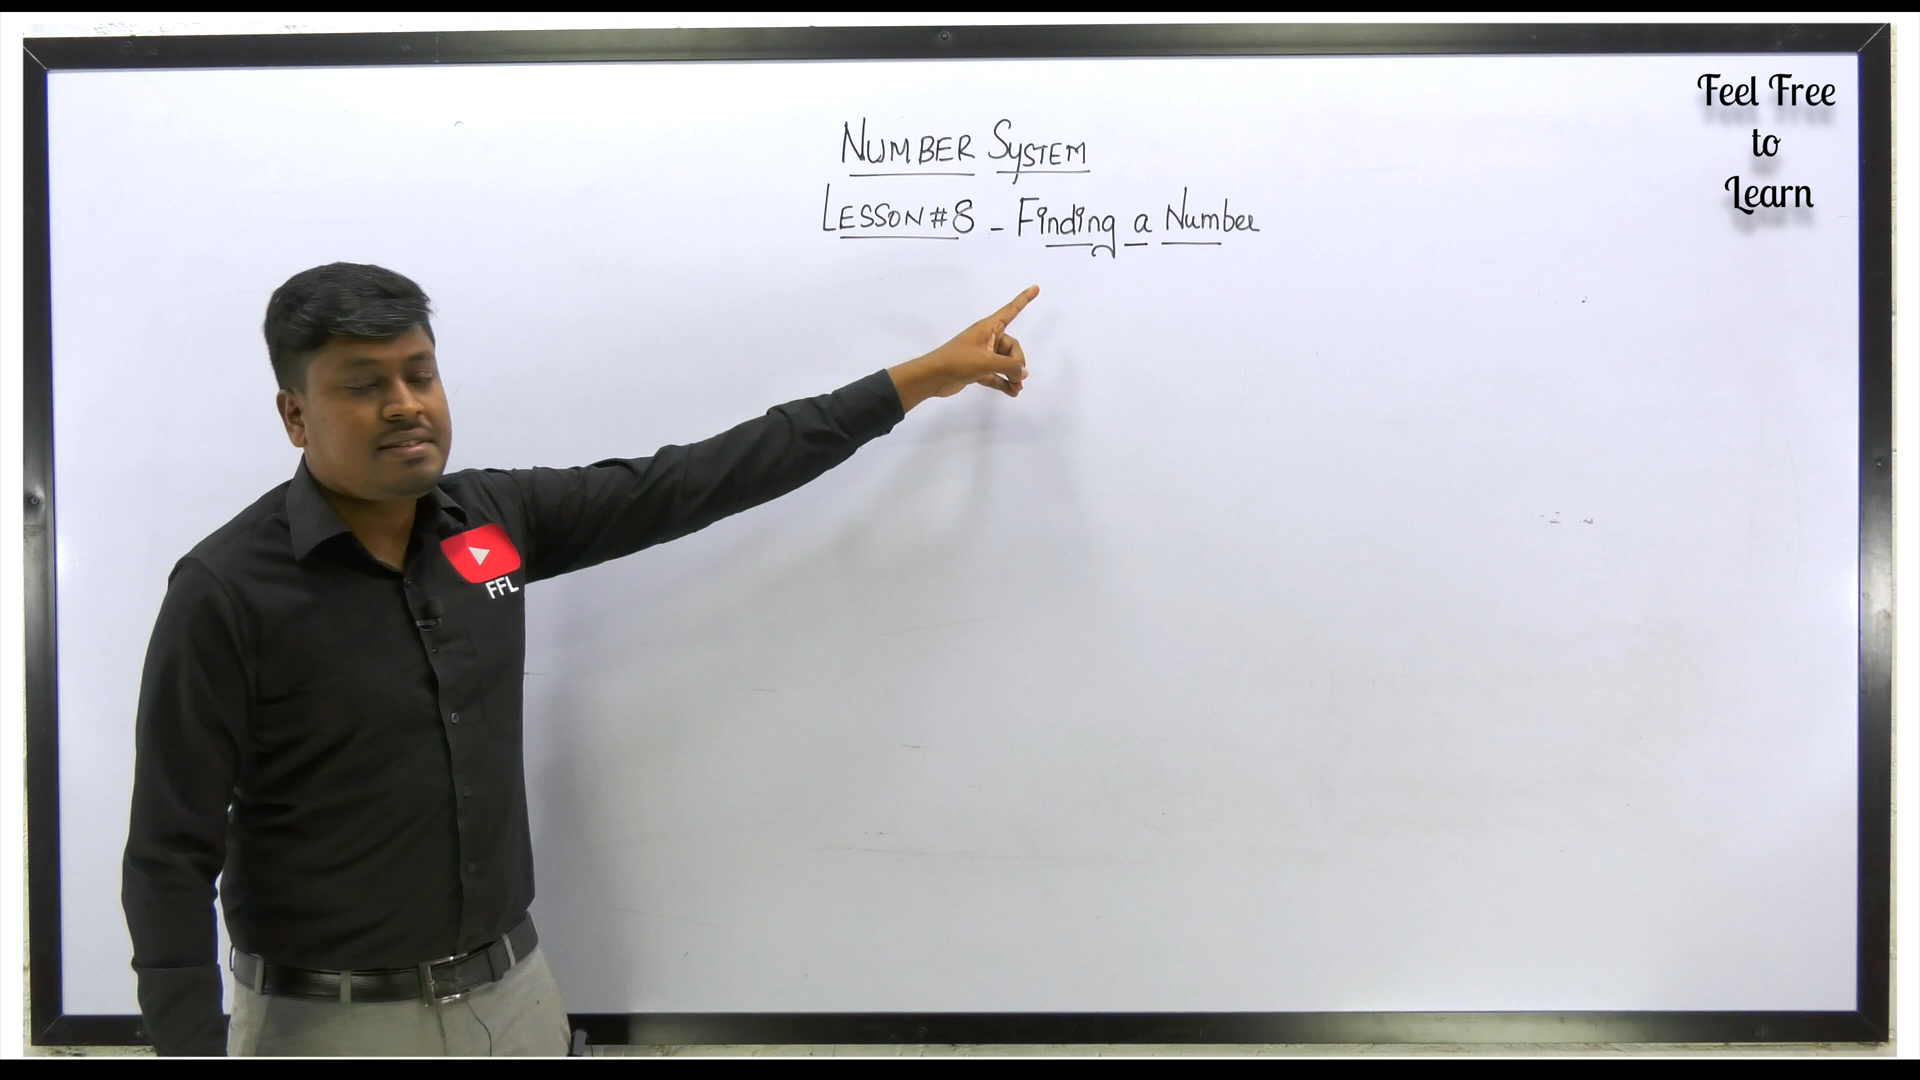 NUMBER SYSTEM
LESSON #8 - Finding a Number
Feel Free
to
Learn
FFL